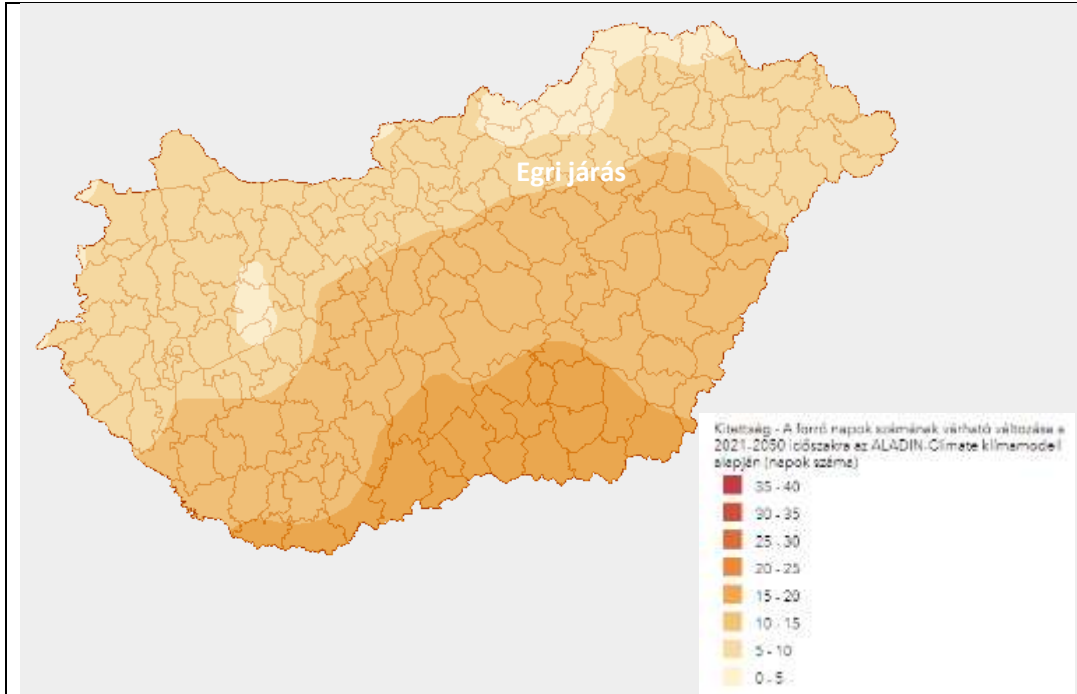 Egri járás
Kitettség - A forró napok számának várható változása a
2021-2050 időszakra az ALADIN-Climate klímamodell
alapján (napok száma)
35 - 40
30 - 35
25 - 30
20 - 25
15 - 20
10 - 15
5 - 10
0 - 5